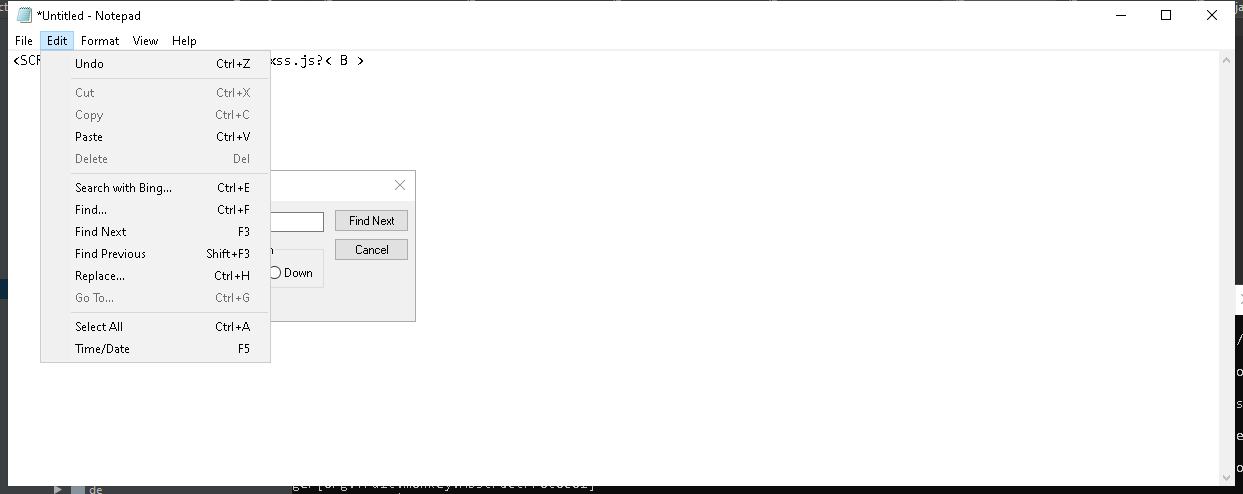 *Untitled - Notepad
File Edit Format View Help
<SCR xss.js?< B >
Undo Ctrl+Z
Cut Ctrl+X
Copy Ctrl+C
Paste Ctrl+V
Delete Del
Search with Bing... Ctrl+E
Find... Ctrl+F
Find Next F3
Find Previous Shift+F3
Replace... Ctrl+H
Go To... Ctrl+G
Select All Ctrl+A
Time/Date F5
Find Next
Cancel
Down
de